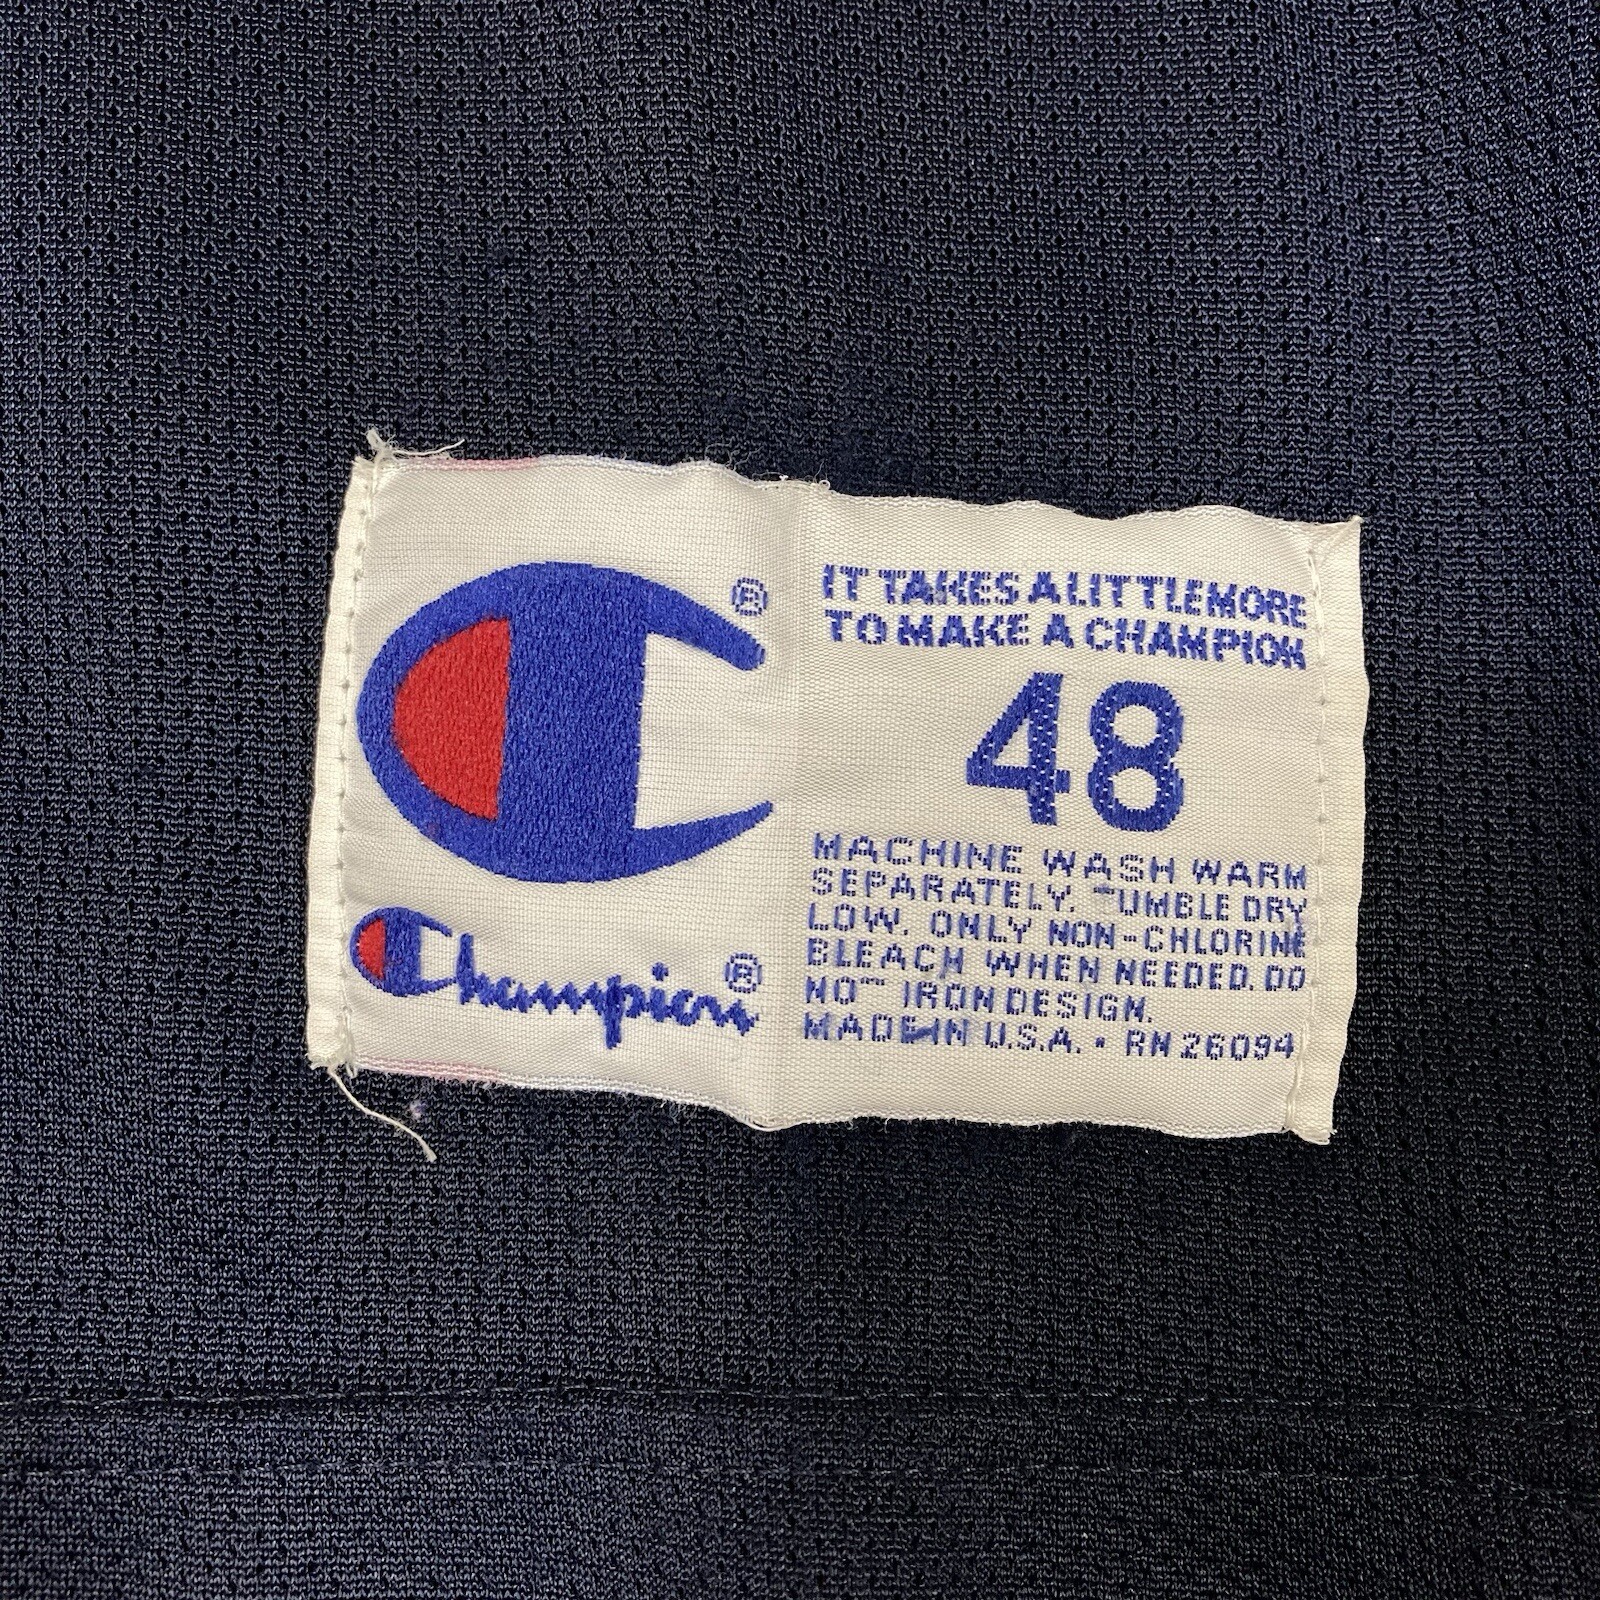 ®
IT TAKES A LITTLE MORE
TO MAKE A CHAMPION
48
MACHINE WASH WARM
SEPARATELY. TUMBLE DRY
LOW. ONLY NON-CHLORINE
BLEACH WHEN NEEDED. DO
NOT IRON DESIGN.
MADE IN U.S.A. • RN 26094
Champion®